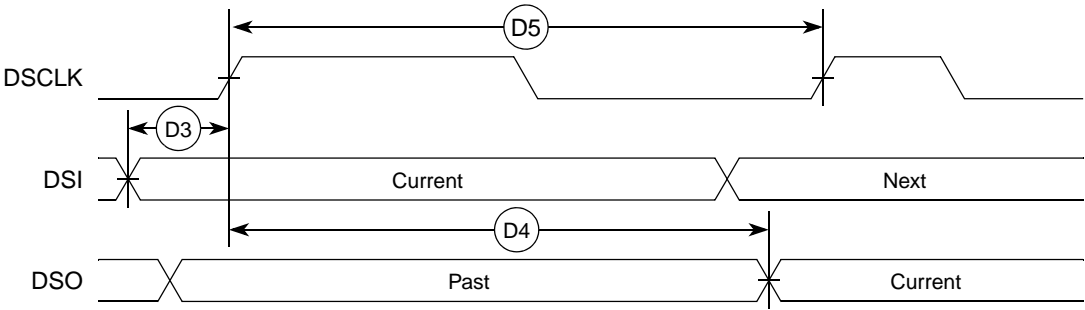 D5
DSCLK
D3
DSI
Current
Next
D4
DSO
Past
Current